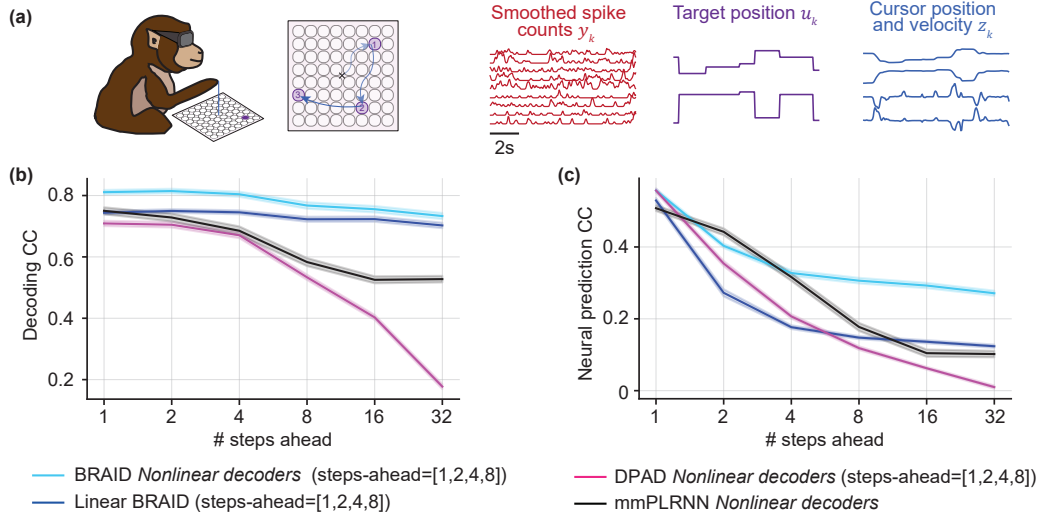 (a)
1
2
3
Smoothed spike
counts y_k
2s
Target position u_k
Cursor position
and velocity z_k
(b)
Decoding CC
0.8
0.6
0.4
0.2
1 2 4 8 16 32
# steps ahead
(c)
Neural prediction CC
0.4
0.2
0
1 2 4 8 16 32
# steps ahead
BRAID Nonlinear decoders (steps-ahead=[1,2,4,8])
Linear BRAID (steps-ahead=[1,2,4,8])
DPAD Nonlinear decoders (steps-ahead=[1,2,4,8])
mmPLRNN Nonlinear decoders